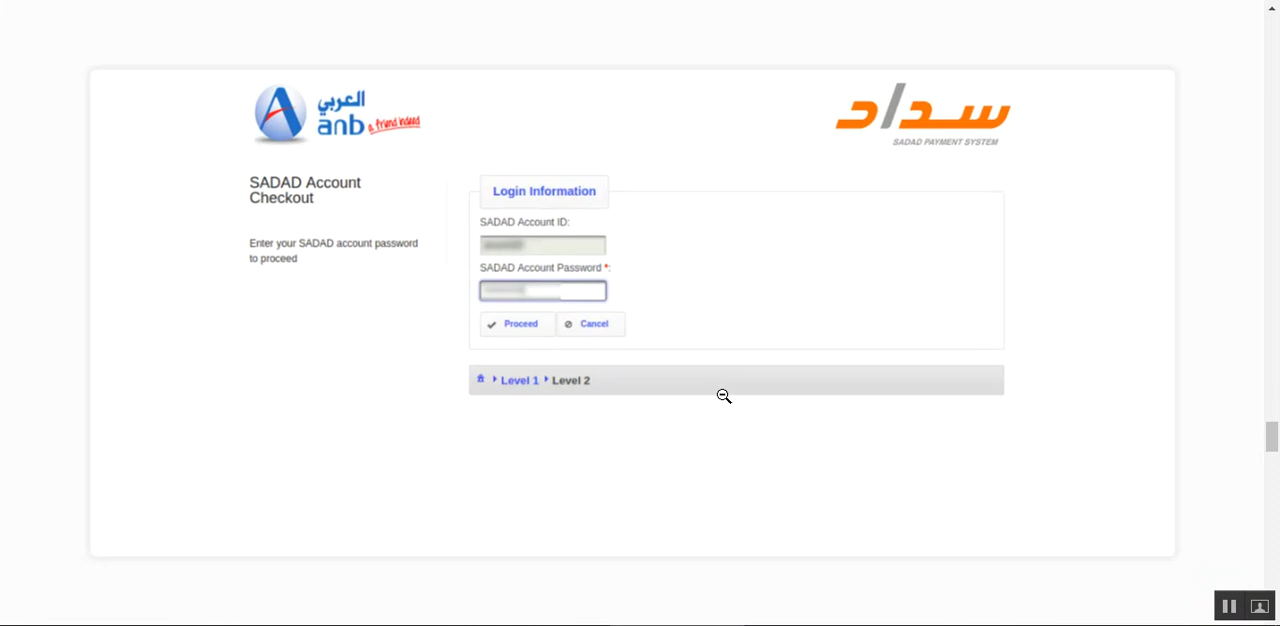 العربي
anb a friend indeed
سداد
SADAD PAYMENT SYSTEM
SADAD Account
Checkout
Enter your SADAD account password
to proceed
Login Information
SADAD Account ID:
SADAD Account Password *:
Proceed
Cancel
Level 1
Level 2